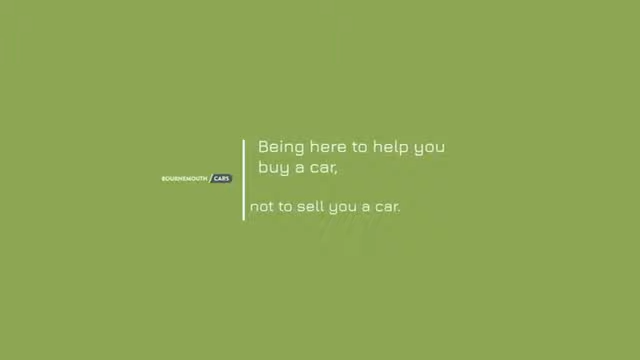 BOURNEMOUTH CARS
Being here to help you
buy a car,
not to sell you a car.